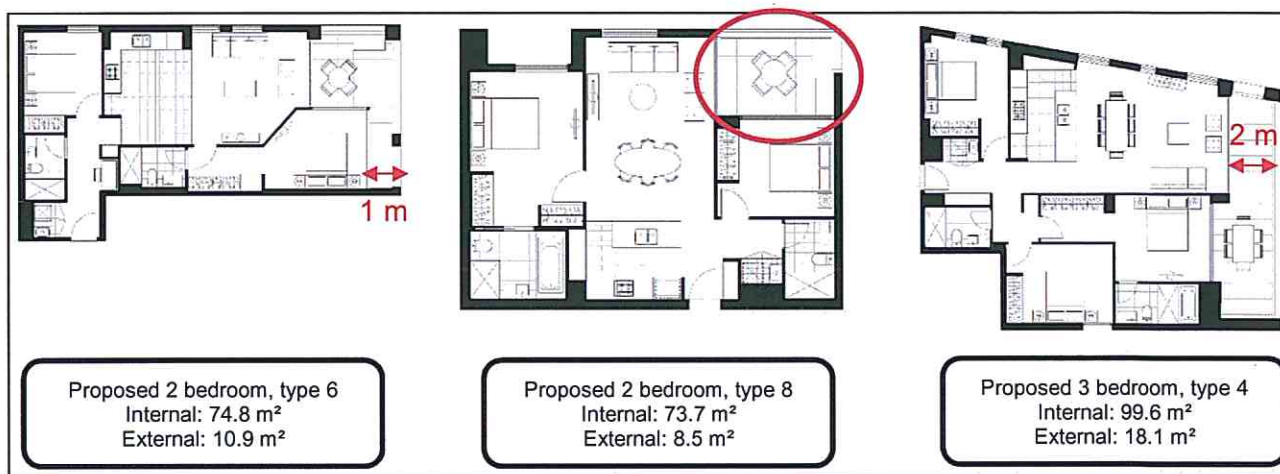 1 m
2 m
Proposed 2 bedroom, type 6
Internal: 74.8 m²
External: 10.9 m²
Proposed 2 bedroom, type 8
Internal: 73.7 m²
External: 8.5 m²
Proposed 3 bedroom, type 4
Internal: 99.6 m²
External: 18.1 m²